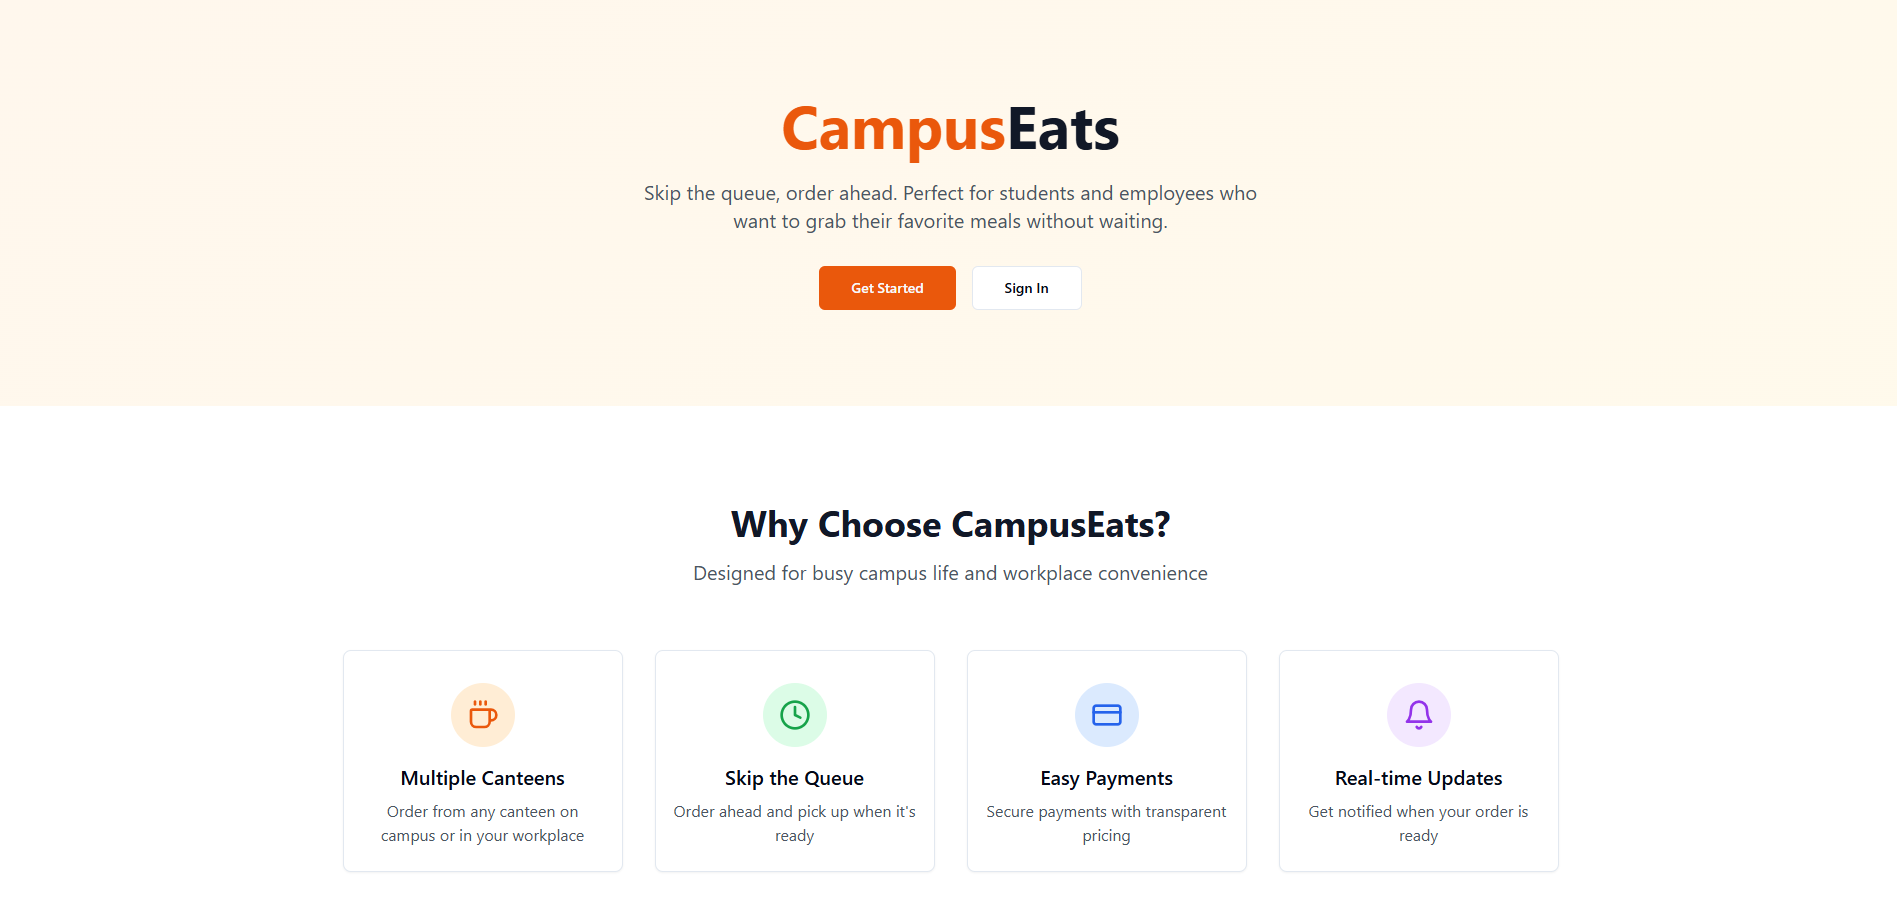 CampusEats
Skip the queue, order ahead. Perfect for students and employees who
want to grab their favorite meals without waiting.
Get Started
Sign In
Why Choose CampusEats?
Designed for busy campus life and workplace convenience
Multiple Canteens
Order from any canteen on
campus or in your workplace
Skip the Queue
Order ahead and pick up when it's
ready
Easy Payments
Secure payments with transparent
pricing
Real-time Updates
Get notified when your order is
ready